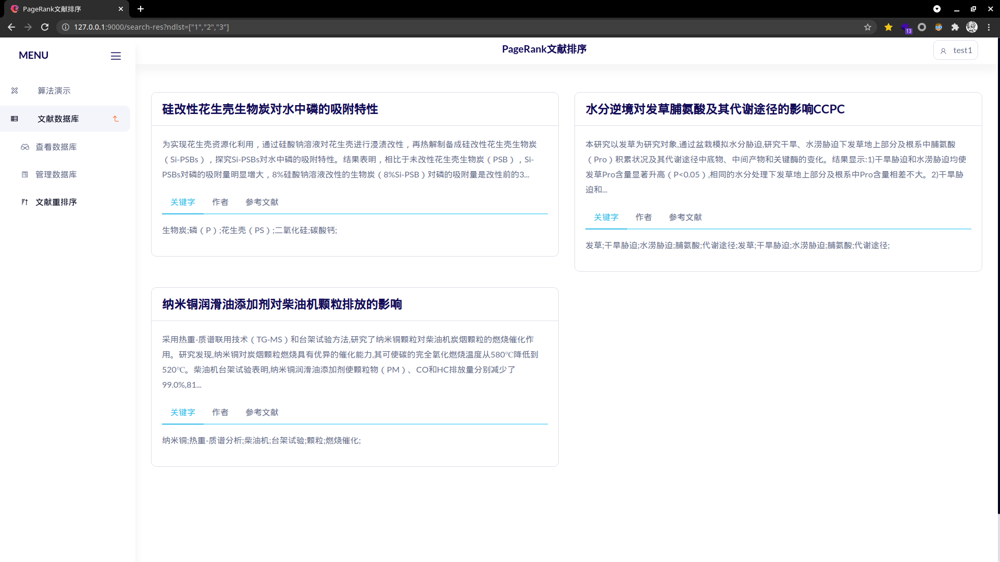 PageRank文献排序
127.0.0.1:9000/search-res?ndlst=["1","2","3"]
13
MENU
PageRank文献排序
test1
算法演示
文献数据库
查看数据库
管理数据库
文献重排序
硅改性花生壳生物炭对水中磷的吸附特性
为实现花生壳资源化利用，通过硅酸钠溶液对花生壳进行浸渍改性，再热解制备成硅改性花生壳生物炭
（Si-PSBs），探究Si-PSBs对水中磷的吸附特性。结果表明，相比于未改性花生壳生物炭（PSB），Si-
PSBs对磷的吸附量明显增大，8%硅酸钠溶液改性的生物炭（8%Si-PSB）对磷的吸附量是改性前的3...
关键字 作者 参考文献
生物炭;磷（P）;花生壳（PS）;二氧化硅;碳酸钙;
水分逆境对发草脯氨酸及其代谢途径的影响CCPC
本研究以发草为研究对象,通过盆栽模拟水分胁迫,研究干旱、水涝胁迫下发草地上部分及根系中脯氨酸
（Pro）积累状况及其代谢途径中底物、中间产物和关键酶的变化。结果显示:1)干旱胁迫和水涝胁迫均使
发草Pro含量显著升高（P<0.05）,相同的水分处理下发草地上部分及根系中Pro含量相差不大。2)干旱胁
迫和...
关键字 作者 参考文献
发草;干旱胁迫;水涝胁迫;脯氨酸;代谢途径;发草;干旱胁迫;水涝胁迫;脯氨酸;代谢途径;
纳米铜润滑油添加剂对柴油机颗粒排放的影响
采用热重-质谱联用技术（TG-MS）和台架试验方法,研究了纳米铜颗粒对柴油机炭烟颗粒的燃烧催化作
用。研究发现,纳米铜对炭烟颗粒燃烧具有优异的催化能力,其可使碳的完全氧化燃烧温度从580℃降低到
520℃。柴油机台架试验表明,纳米铜润滑油添加剂使颗粒物（PM）、CO和HC排放量分别减少了
99.0%,81...
关键字 作者 参考文献
纳米铜;热重-质谱分析;柴油机;台架试验;颗粒;燃烧催化;